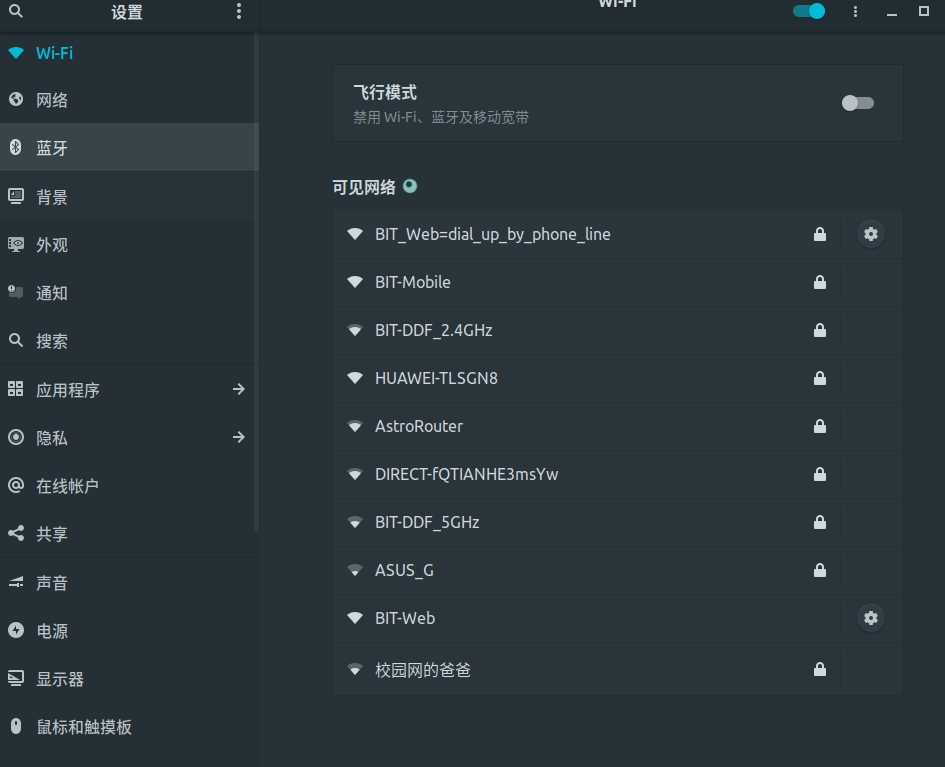 设置
Wi-Fi
Wi-Fi
网络
蓝牙
背景
外观
通知
搜索
应用程序
隐私
在线帐户
共享
声音
电源
显示器
鼠标和触摸板
飞行模式
禁用 Wi-Fi、蓝牙及移动宽带
可见网络
BIT_Web=dial_up_by_phone_line
BIT-Mobile
BIT-DDF_2.4GHz
HUAWEI-TLSGN8
AstroRouter
DIRECT-fQTIANHE3msYw
BIT-DDF_5GHz
ASUS_G
BIT-Web
校园网的爸爸